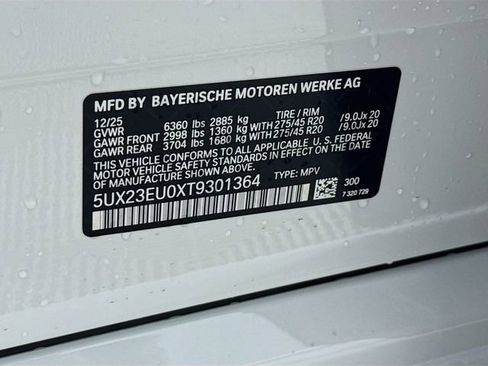 MFD BY BAYERISCHE MOTOREN WERKE AG
12/25 TIRE / RIM
GVWR 6360 lbs 2885 kg
GAWR FRONT 2998 lbs 1360 kg WITH 275/45 R20 /9.0Jx 20
GAWR REAR 3704 lbs 1680 kg WITH 275/45 R20 /9.0Jx 20
THIS VEHICLE CONFORMS TO ALL APPLICABLE U.S. FEDERAL
MOTOR VEHICLE SAFETY STANDARDS IN EFFECT ON THE DATE
OF MANUFACTURE SHOWN ABOVE.
5UX23EU0XT9301364 TYPE: MPV
300
7 320 729